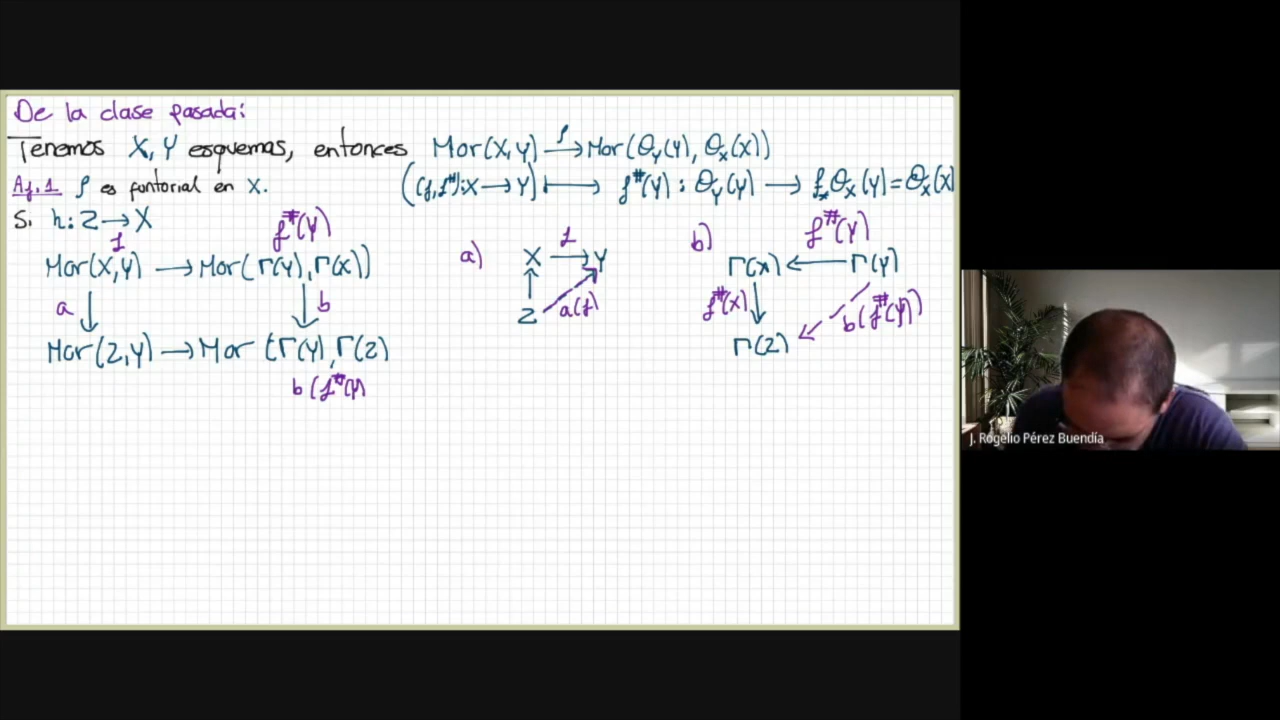 De la clase pasada:
Tenemos X, Y esquemas, entonces Mor(X,Y) —ρ→ Mor(O_Y(Y), O_X(X))
Af.1 ρ es funtorial en X. ((f,f^#): X → Y) ↦ f^#(Y) : O_Y(Y) → f_*O_X(Y) = O_X(X)
Si h: Z → X
f f^#(Y)
Mor(X,Y) → Mor(Γ(Y), Γ(X))
a ↓ ↓ b
Mor(Z,Y) → Mor (Γ(Y), Γ(Z)
b(f^#(Y)
a) X —f→ Y
Z a(f)
b) f^#(Y)
Γ(X) ← Γ(Y)
f^#(X) ↓ b(f^#(Y))
Γ(Z)
J. Rogelio Pérez Buendía